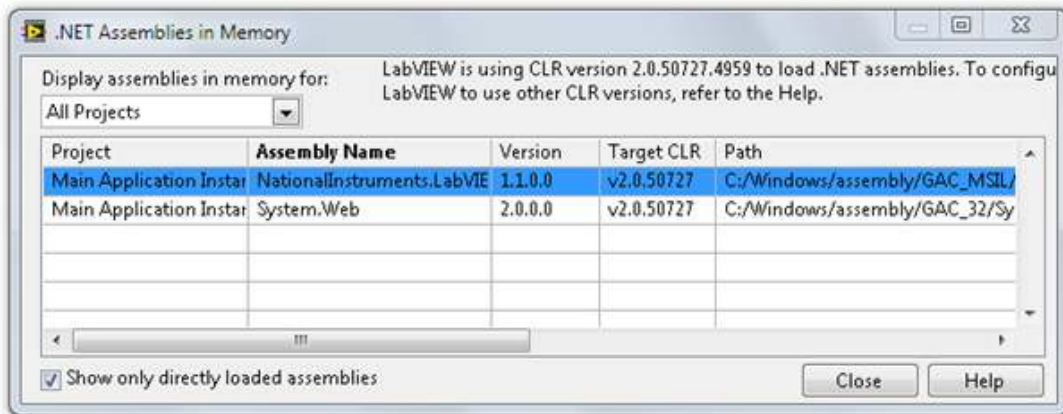 .NET Assemblies in Memory
Display assemblies in memory for:
All Projects
LabVIEW is using CLR version 2.0.50727.4959 to load .NET assemblies. To configu
LabVIEW to use other CLR versions, refer to the Help.
Project Assembly Name Version Target CLR Path
Main Application Instar NationalInstruments.LabVIE 1.1.0.0 v2.0.50727 C:/Windows/assembly/GAC_MSIL/
Main Application Instar System.Web 2.0.0.0 v2.0.50727 C:/Windows/assembly/GAC_32/Sy
Show only directly loaded assemblies
Close Help